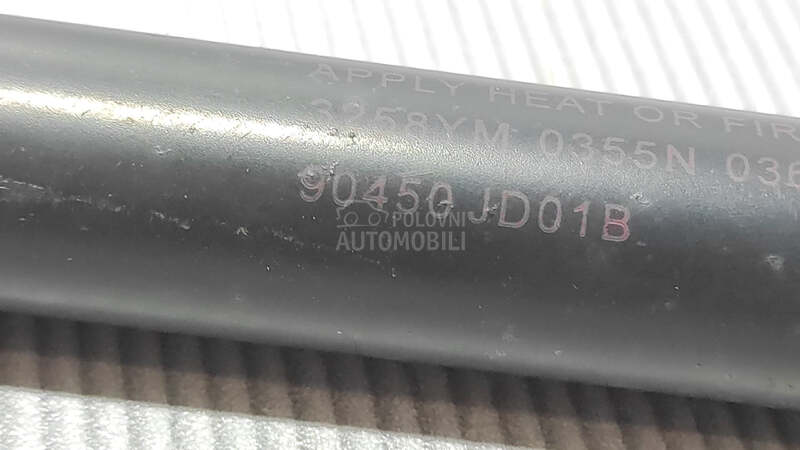 APPLY HEAT OR FIR
3258YM 0355N 036
90450 JD01B
POLOVNI
AUTOMOBILI